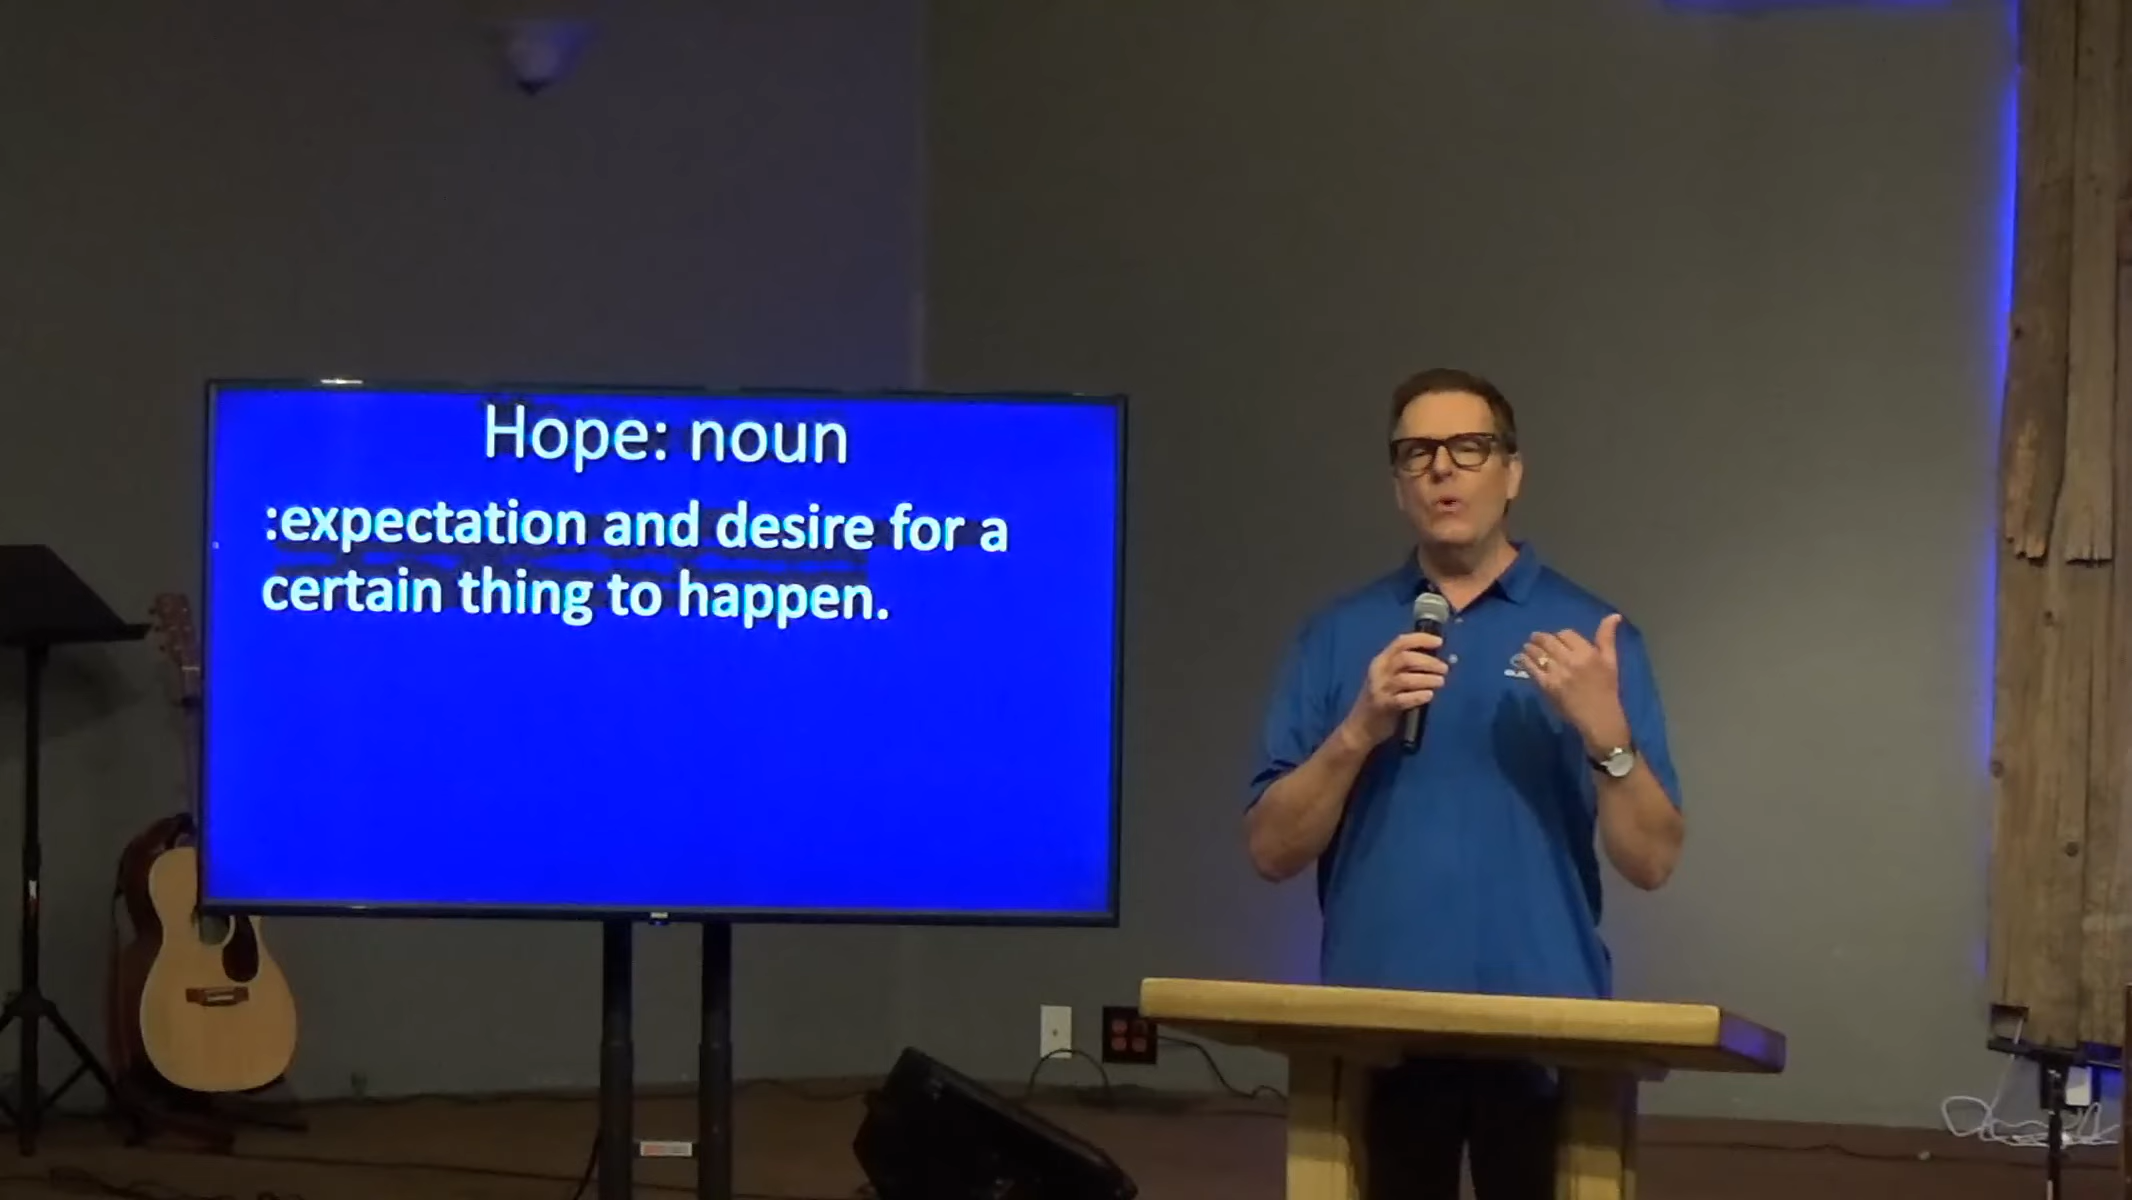 Hope: noun
:expectation and desire for a
certain thing to happen.